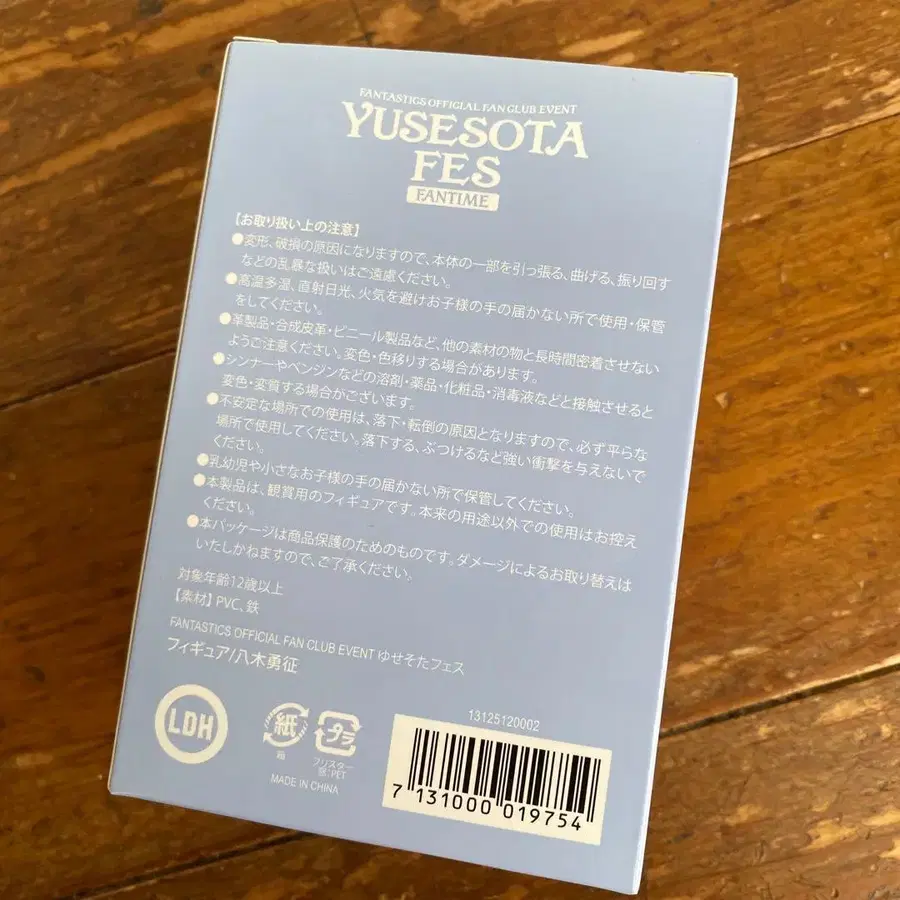 FANTASTICS OFFICIAL FAN CLUB EVENT
YUSESOTA
FES
FANTIME
【お取り扱い上の注意】
●変形、破損の原因になりますので、本体の一部を引っ張る、曲げる、振り回す
などの乱暴な扱いはご遠慮ください。
●高温多湿、直射日光、火気を避けお子様の手の届かない所で使用・保管
をしてください。
●革製品・合成皮革・ビニール製品など、他の素材の物と長時間密着させない
ようご注意ください。変色・色移りする場合があります。
●シンナーやベンジンなどの溶剤・薬品・化粧品・消毒液などと接触させると
変色・変質する場合がございます。
●不安定な場所での使用は、落下・転倒の原因となりますので、必ず平らな
場所で使用してください。落下する、ぶつけるなど強い衝撃を与えないで
ください。
●乳幼児や小さなお子様の手の届かない所で保管してください。
●本製品は、観賞用のフィギュアです。本来の用途以外での使用はお控え
ください。
●本パッケージは商品保護のためのものです。ダメージによるお取り替えは
いたしかねますので、ご了承ください。
対象年齢12歳以上
【素材】PVC、鉄
FANTASTICS OFFICIAL FAN CLUB EVENT ゆせそたフェス
フィギュア/八木勇征
LDH
紙
箱
プラ
ブリスター
袋:PET
MADE IN CHINA
13125120002
7 131000 019754